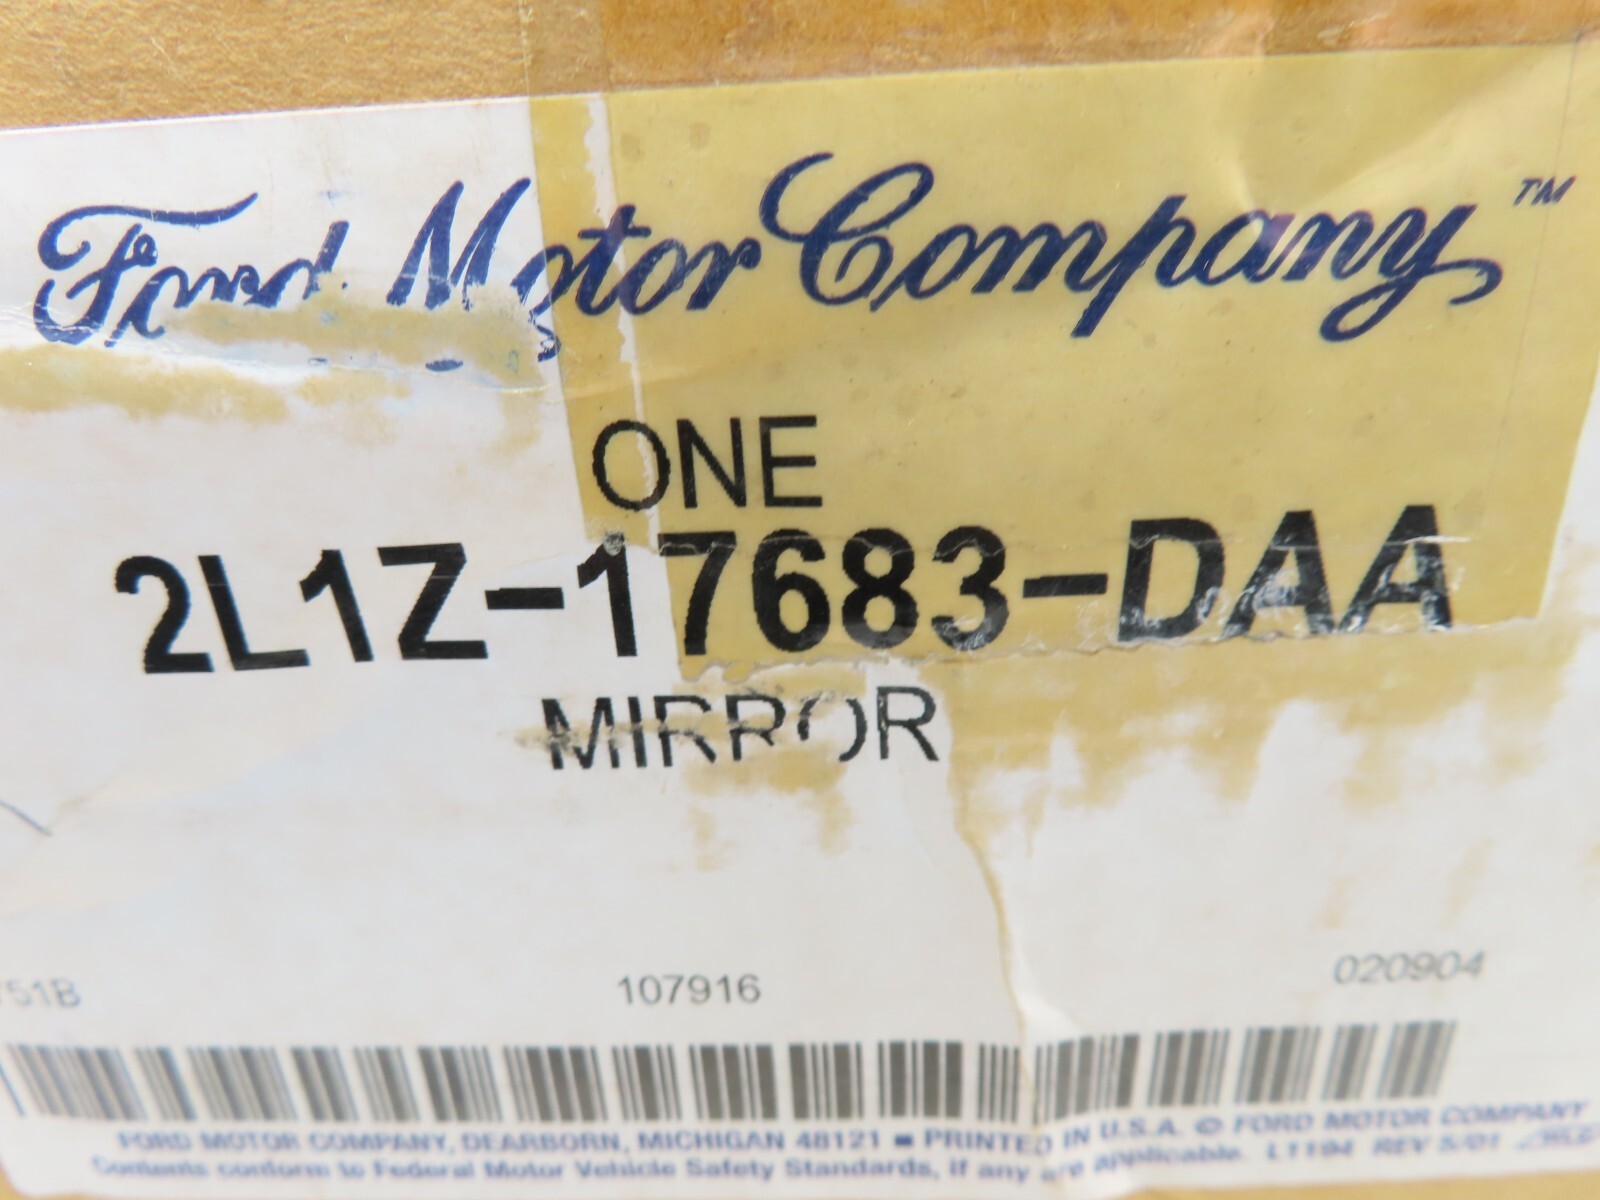 Ford Motor Company™
ONE
2L1Z-17683-DAA
MIRROR
751B 107916 020904
FORD MOTOR COMPANY, DEARBORN, MICHIGAN 48121 ■ PRINTED IN U.S.A. © FORD MOTOR COMPANY
Contents conform to Federal Motor Vehicle Safety Standards, if any are applicable. L1194 REV 5/01